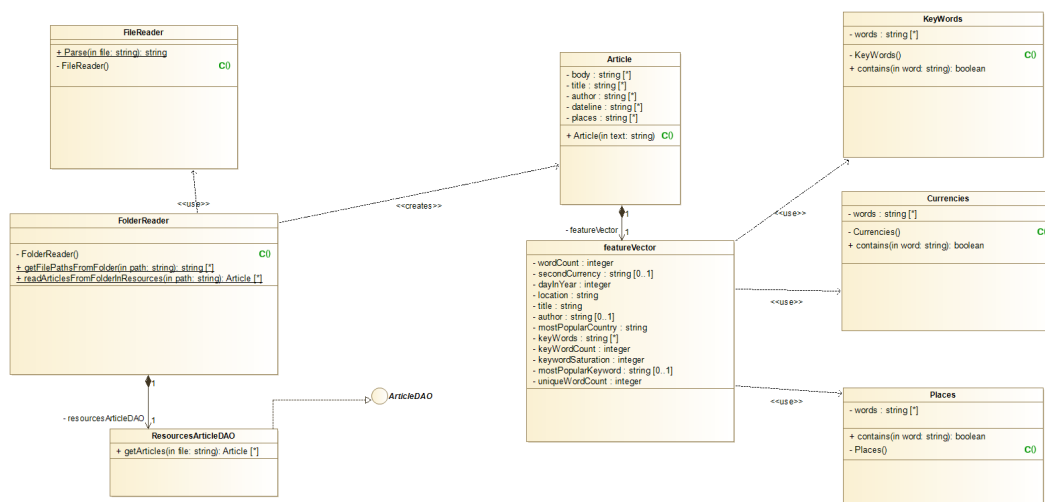 FileReader
+ Parse(in file: string): string
- FileReader() C()
<<use>>
FolderReader
- FolderReader() C()
+ getFilePathsFromFolder(in path: string): string [*]
+ readArticlesFromFolderInResources(in path: string): Article [*]
<<creates>>
1
- resourcesArticleDAO
1
ResourcesArticleDAO
+ getArticles(in file: string): Article [*]
ArticleDAO
Article
- body : string [*]
- title : string [*]
- author : string [*]
- dateline : string [*]
- places : string [*]
+ Article(in text: string) C()
1
- featureVector
1
featureVector
- wordCount : integer
- secondCurrency : string [0..1]
- dayInYear : integer
- location : string
- title : string
- author : string [0..1]
- mostPopularCountry : string
- keyWords : string [*]
- keyWordCount : integer
- keywordSaturation : integer
- mostPopularKeyword : string [0..1]
- uniqueWordCount : integer
<<use>>
<<use>>
<<use>>
KeyWords
- words : string [*]
- KeyWords() C()
+ contains(in word: string): boolean
Currencies
- words : string [*]
- Currencies() C(
+ contains(in word: string): boolean
Places
- words : string [*]
+ contains(in word: string): boolean
- Places() C()